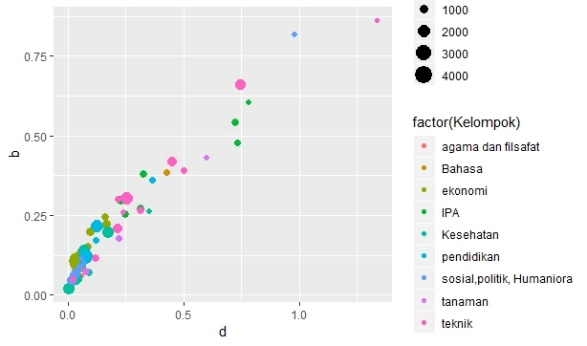 1000
2000
3000
4000
0.75
0.50
0.25
0.00
b
0.0
0.5
1.0
d
factor(Kelompok)
agama dan filsafat
Bahasa
ekonomi
IPA
Kesehatan
pendidikan
sosial,politik, Humaniora
tanaman
teknik